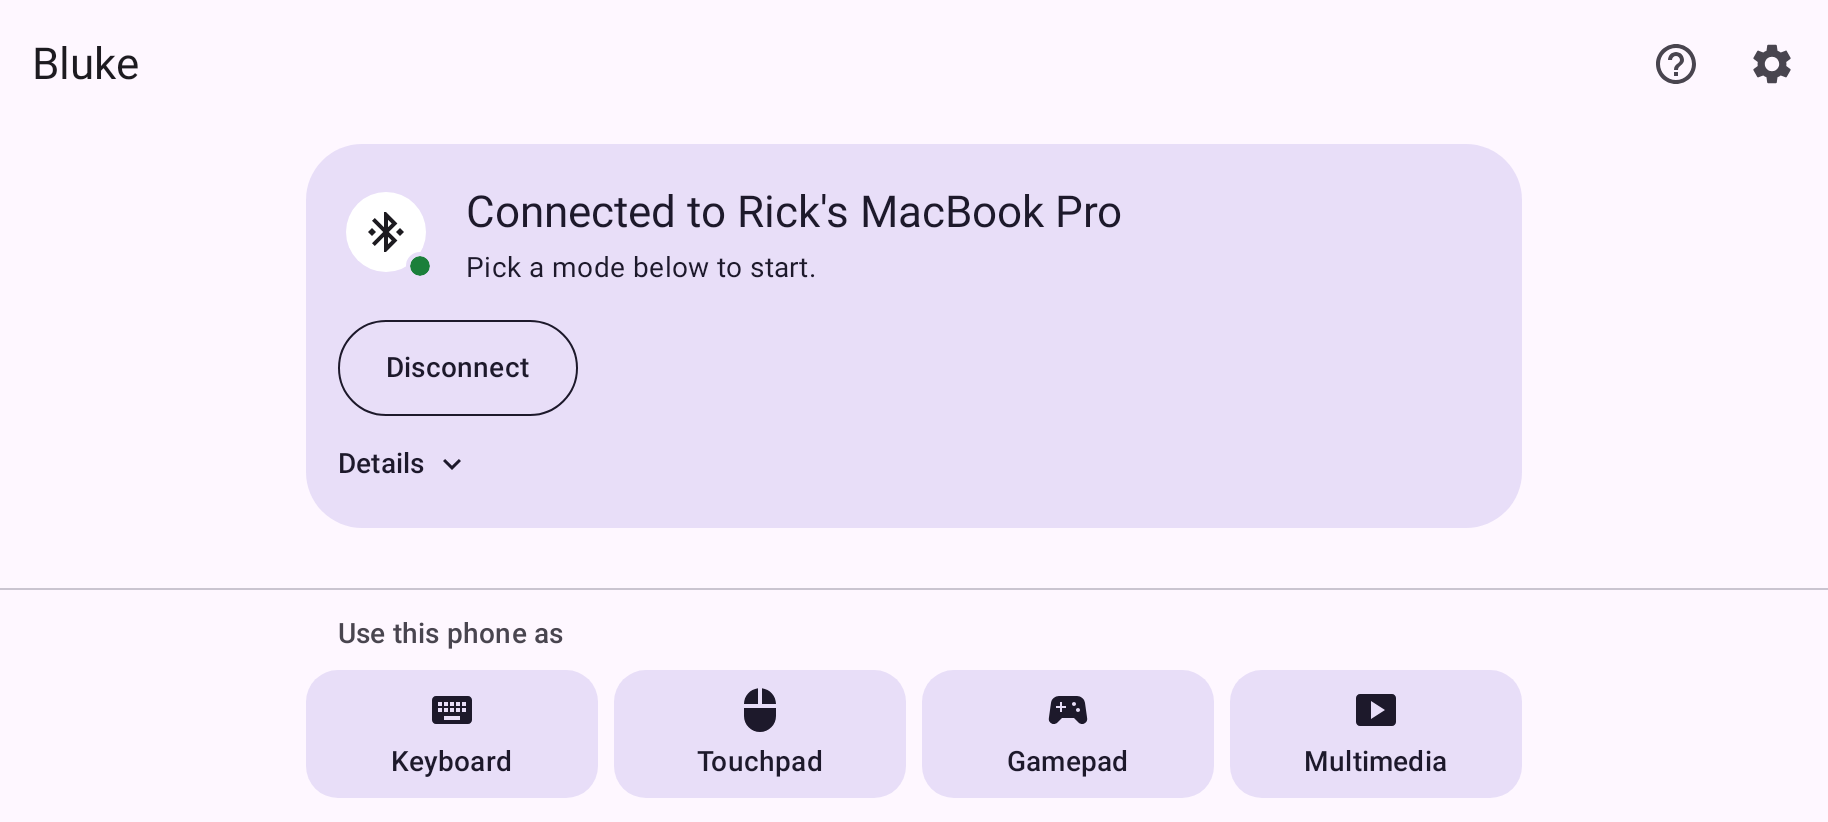 Bluke
Connected to Rick's MacBook Pro
Pick a mode below to start.
Disconnect
Details
Use this phone as
Keyboard
Touchpad
Gamepad
Multimedia